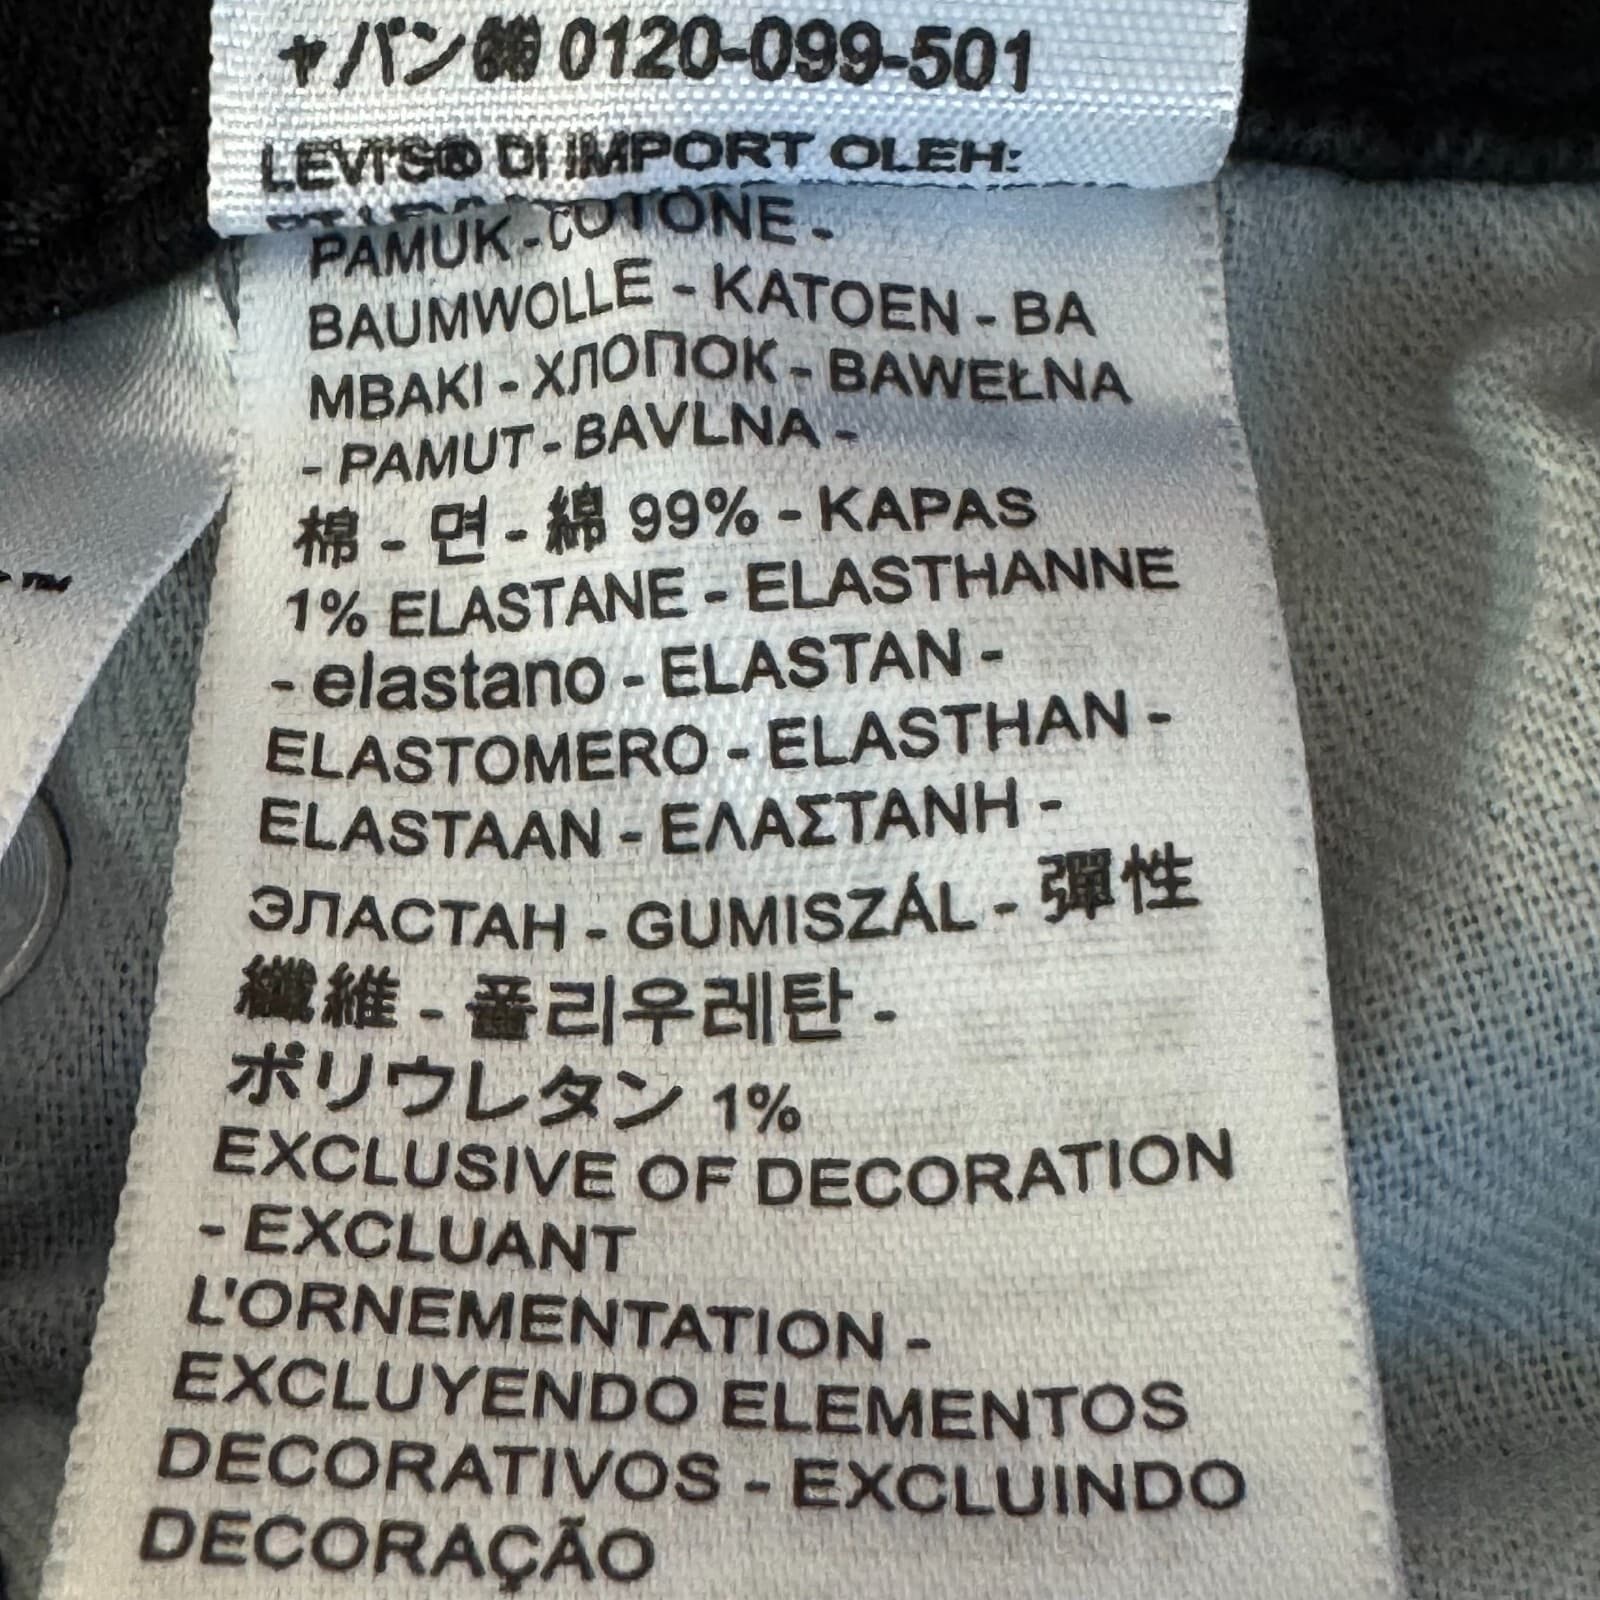 ャパン㈱ 0120-099-501
LEVI'S® DI IMPORT OLEH:
PAMUK - COTONE -
BAUMWOLLE - KATOEN - BA
MBAKI - ХЛОПОК - BAWEŁNA
- PAMUT - BAVLNA -
棉 - 면 - 綿 99% - KAPAS
1% ELASTANE - ELASTHANNE
- elastano - ELASTAN -
ELASTOMERO - ELASTHAN -
ELASTAAN - ΕΛΑΣΤΑΝΗ -
ЭЛАСТАН - GUMISZÁL - 彈性
纖維 - 폴리우레탄 -
ポリウレタン 1%
EXCLUSIVE OF DECORATION
- EXCLUANT
L'ORNEMENTATION -
EXCLUYENDO ELEMENTOS
DECORATIVOS - EXCLUINDO
DECORAÇÃO
TM